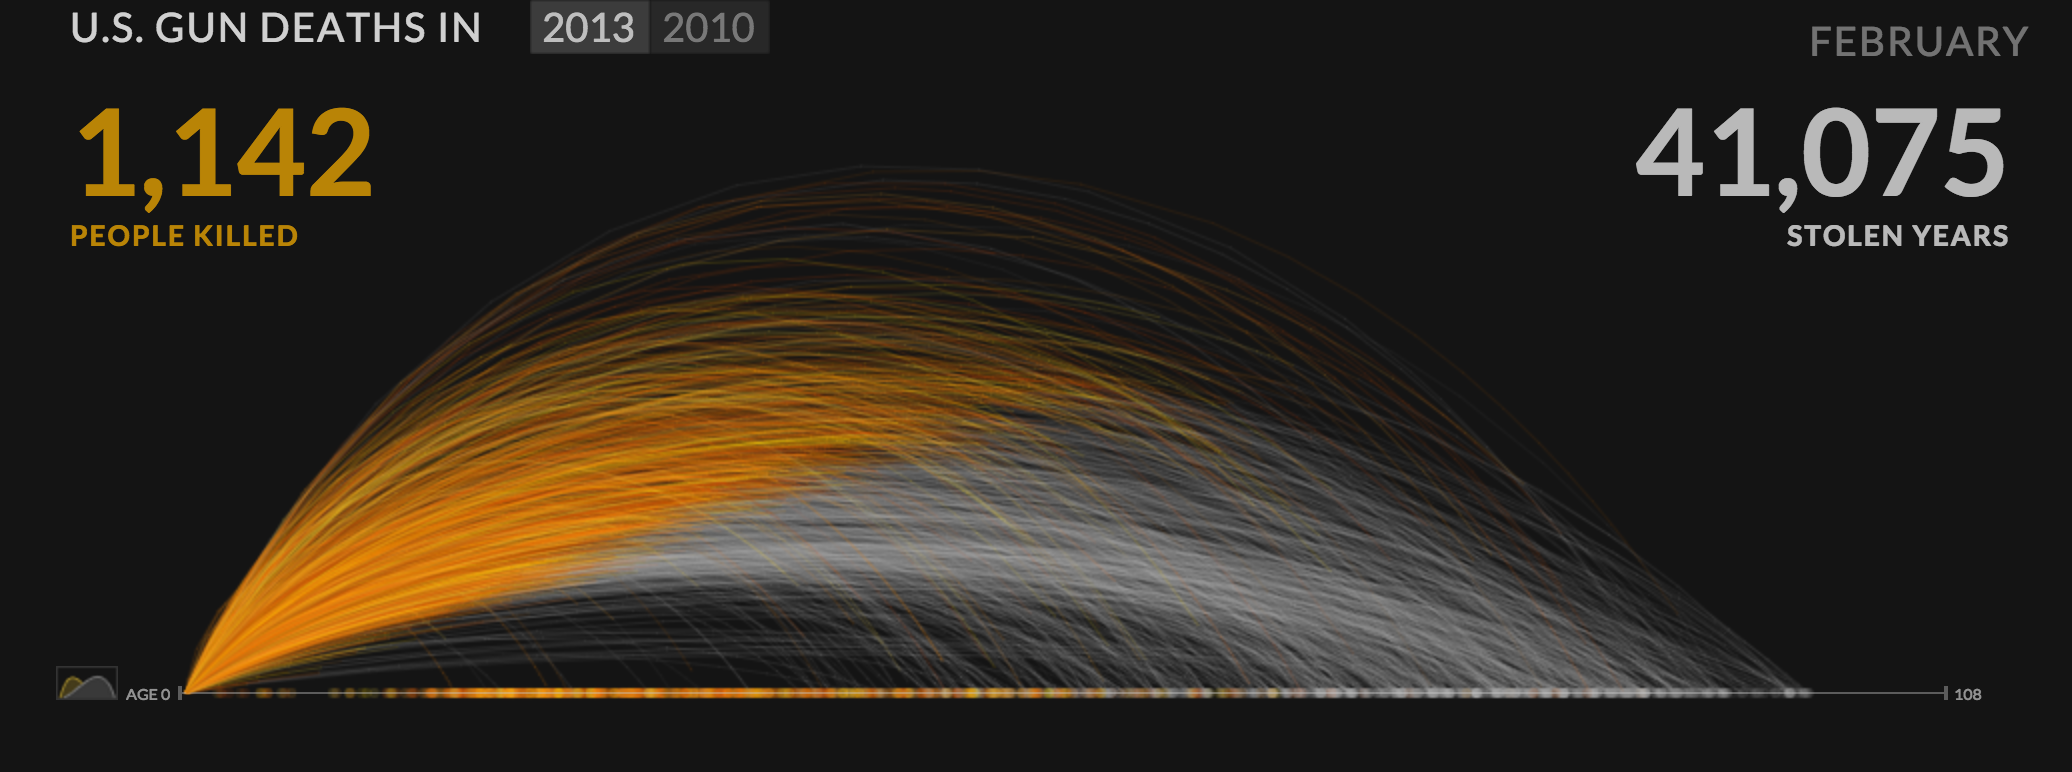 U.S. GUN DEATHS IN 2013 2010
FEBRUARY
1,142
PEOPLE KILLED
41,075
STOLEN YEARS
AGE 0
108